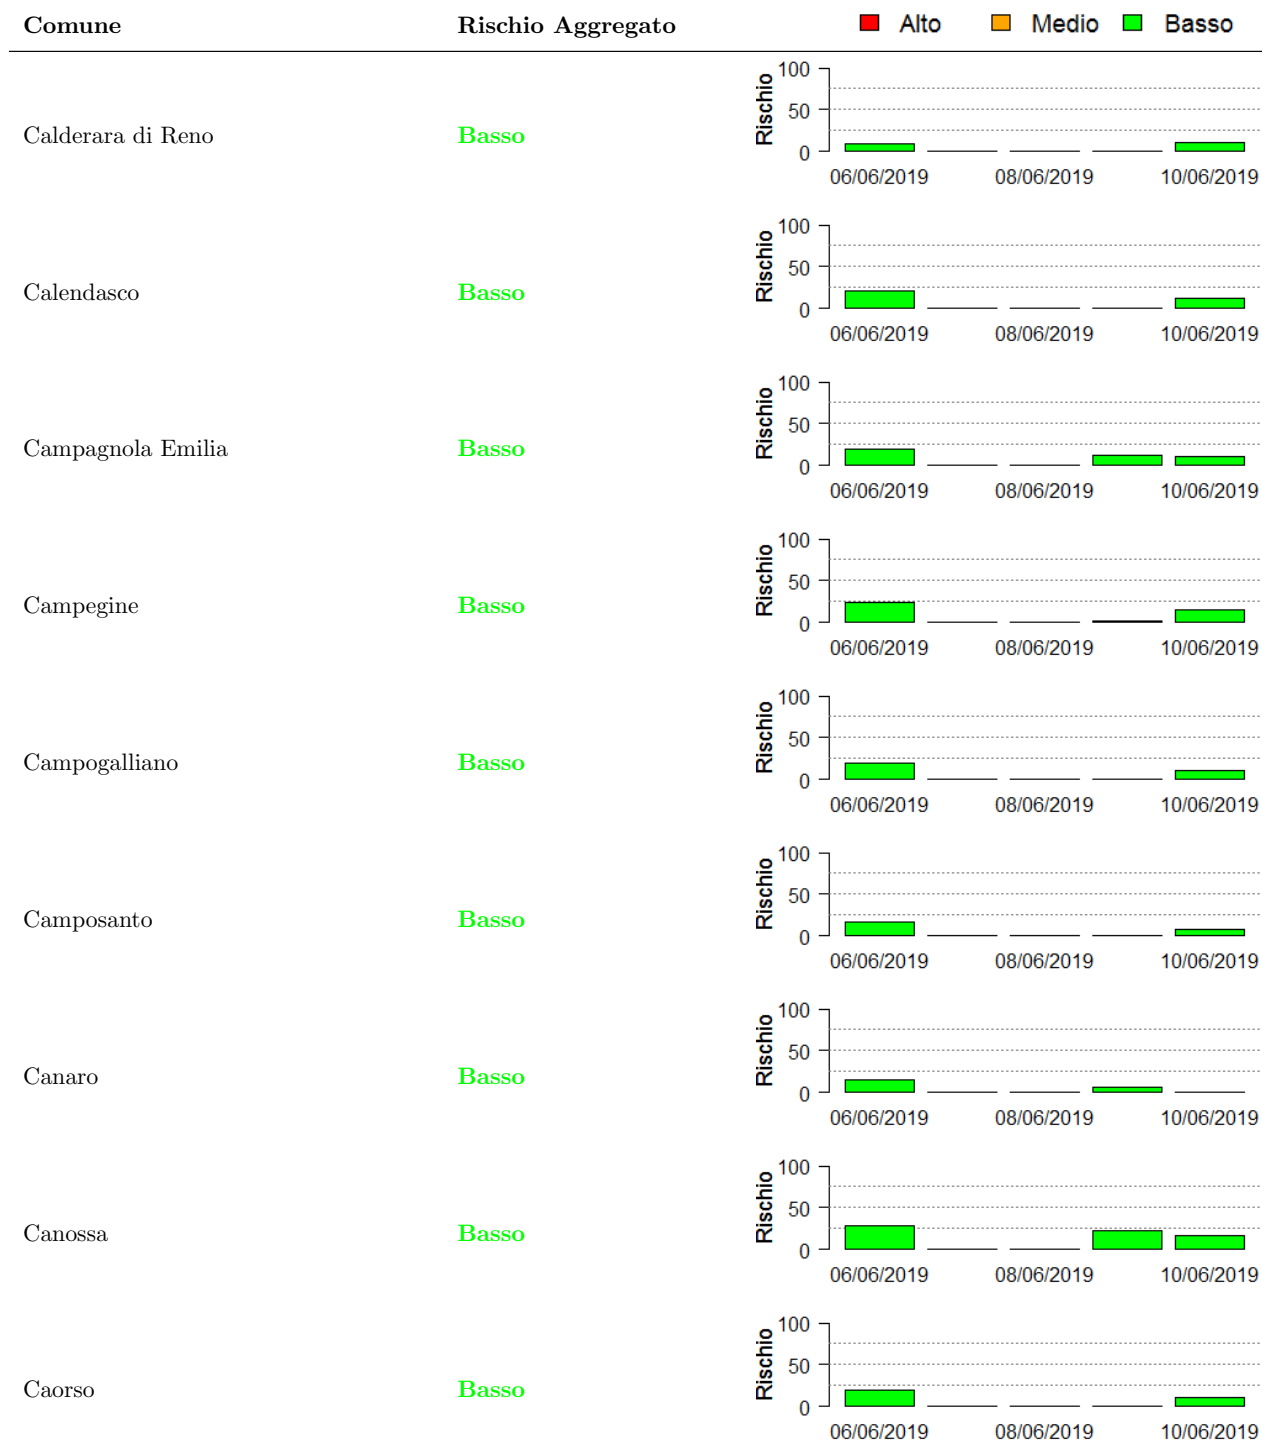 Comune Rischio Aggregato Alto Medio Basso
Calderara di Reno Basso Rischio 100 50 0
06/06/2019 08/06/2019 10/06/2019
Calendasco Basso Rischio 100 50 0
06/06/2019 08/06/2019 10/06/2019
Campagnola Emilia Basso Rischio 100 50 0
06/06/2019 08/06/2019 10/06/2019
Campegine Basso Rischio 100 50 0
06/06/2019 08/06/2019 10/06/2019
Campogalliano Basso Rischio 100 50 0
06/06/2019 08/06/2019 10/06/2019
Camposanto Basso Rischio 100 50 0
06/06/2019 08/06/2019 10/06/2019
Canaro Basso Rischio 100 50 0
06/06/2019 08/06/2019 10/06/2019
Canossa Basso Rischio 100 50 0
06/06/2019 08/06/2019 10/06/2019
Caorso Basso Rischio 100 50 0
06/06/2019 08/06/2019 10/06/2019